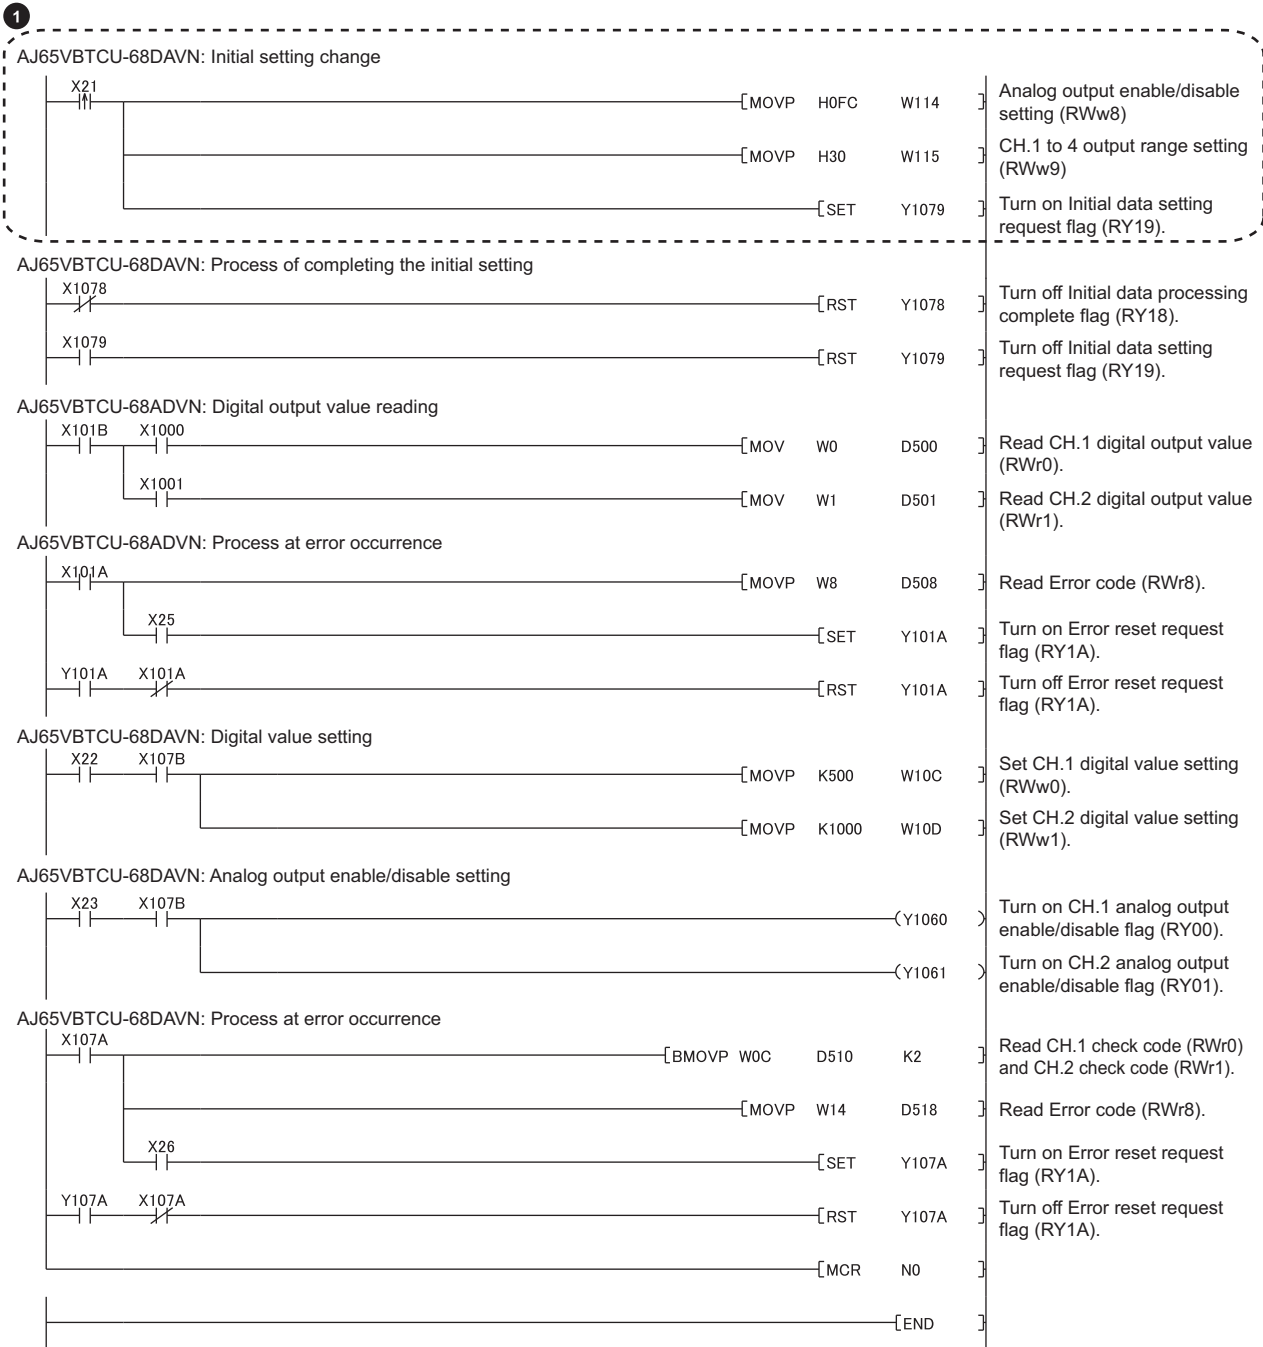 1
AJ65VBTCU-68DAVN: Initial setting change
X21
MOVP H0FC W114
Analog output enable/disable
setting (RWw8)
MOVP H30 W115
CH.1 to 4 output range setting
(RWw9)
SET Y1079
Turn on Initial data setting
request flag (RY19).
AJ65VBTCU-68DAVN: Process of completing the initial setting
X1078
RST Y1078
Turn off Initial data processing
complete flag (RY18).
X1079
RST Y1079
Turn off Initial data setting
request flag (RY19).
AJ65VBTCU-68ADVN: Digital output value reading
X101B X1000
MOV W0 D500
Read CH.1 digital output value
(RWr0).
X1001
MOV W1 D501
Read CH.2 digital output value
(RWr1).
AJ65VBTCU-68ADVN: Process at error occurrence
X101A
MOVP W8 D508
Read Error code (RWr8).
X25
SET Y101A
Turn on Error reset request
flag (RY1A).
Y101A X101A
RST Y101A
Turn off Error reset request
flag (RY1A).
AJ65VBTCU-68DAVN: Digital value setting
X22 X107B
MOVP K500 W10C
Set CH.1 digital value setting
(RWw0).
MOVP K1000 W10D
Set CH.2 digital value setting
(RWw1).
AJ65VBTCU-68DAVN: Analog output enable/disable setting
X23 X107B
Y1060
Turn on CH.1 analog output
enable/disable flag (RY00).
Y1061
Turn on CH.2 analog output
enable/disable flag (RY01).
AJ65VBTCU-68DAVN: Process at error occurrence
X107A
BMOVP W0C D510 K2
Read CH.1 check code (RWr0)
and CH.2 check code (RWr1).
MOVP W14 D518
Read Error code (RWr8).
X26
SET Y107A
Turn on Error reset request
flag (RY1A).
Y107A X107A
RST Y107A
Turn off Error reset request
flag (RY1A).
MCR N0
END